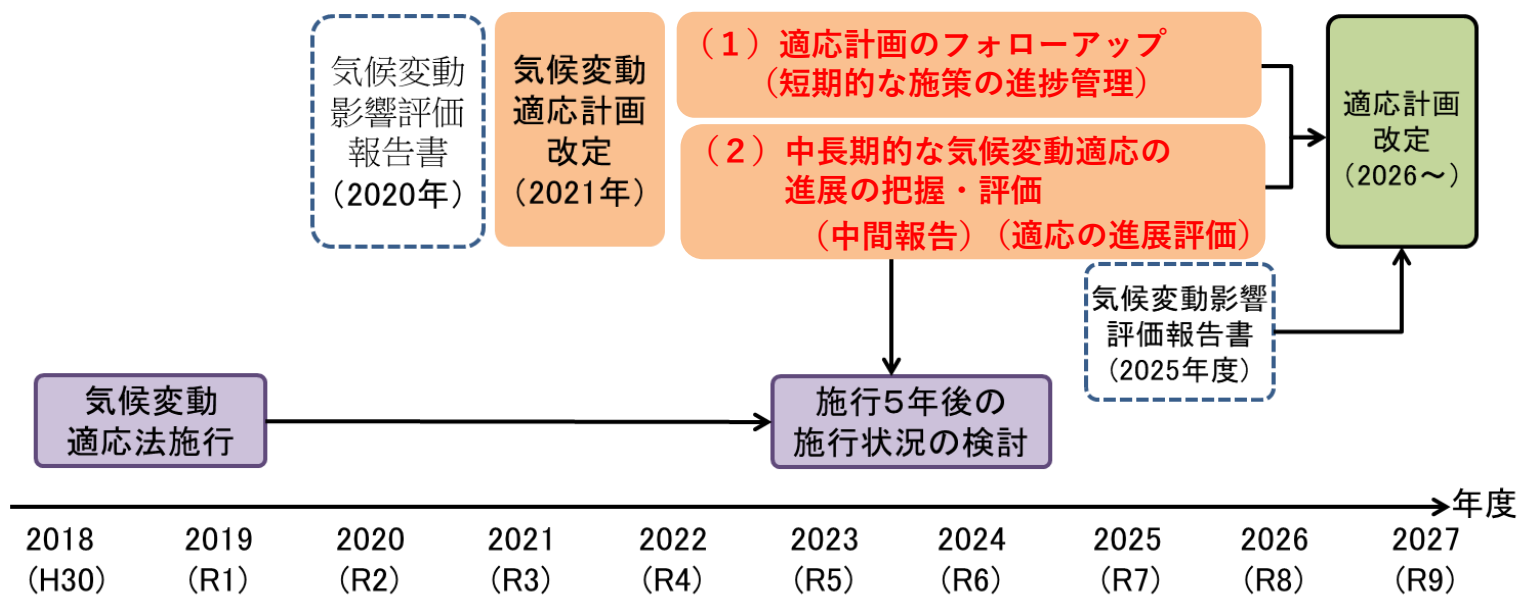 気候変動
影響評価
報告書
(2020年)
気候変動
適応計画
改定
(2021年)
(1)適応計画のフォローアップ
(短期的な施策の進捗管理)
(2)中長期的な気候変動適応の
進展の把握・評価
(中間報告)(適応の進展評価)
適応計画
改定
(2026~)
気候変動影響
評価報告書
(2025年度)
気候変動
適応法施行
施行5年後の
施行状況の検討
年度
2018 2019 2020 2021 2022 2023 2024 2025 2026 2027
(H30) (R1) (R2) (R3) (R4) (R5) (R6) (R7) (R8) (R9)